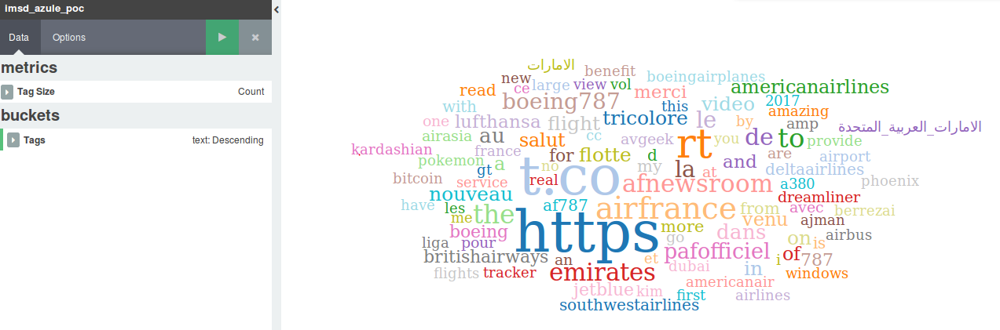 imsd_azule_poc
Data Options
metrics
Tag Size Count
buckets
Tags text: Descending
الامارات
new benefit boeingairplanes
read ce large view vol americanairlines
with boeing787 merci this video 2017 amazing
one lufthansa flight tricolore le by amp الامارات_العربية_المتحدة
airasia au salut cc avgeek rt you de to provide
kardashian france for flotte d are airport
pokemon gt a no my la at and deltaairlines
bitcoin service real t.co afnewsroom a380 phoenix
nouveau dreamliner
have les af787 airfrance from avec berrezai
me the https venu ajman
boeing more dans on airbus
liga pour go pafofficiel of is
britishairways an et i 787
flights tracker emirates dubai in windows
jetblue kim americanair
first airlines
southwestairlines